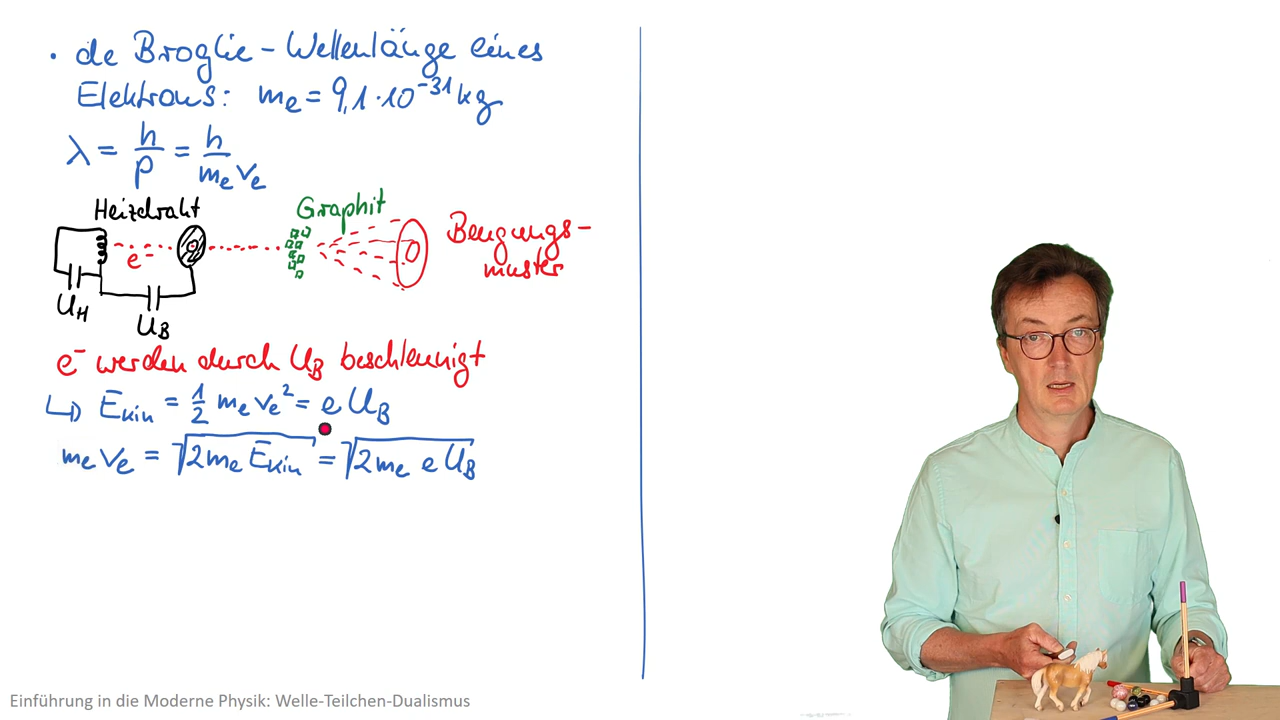 · de Broglie-Wellenlänge eines
Elektrons: mₑ = 9,1·10⁻³¹ kg
λ = h/p = h/(mₑvₑ)
Heizdraht
Graphit
Beugungs-
muster
e⁻
U_H
U_B
e⁻ werden durch U_B beschleunigt
↳ E_kin = ½ mₑvₑ² = e U_B
mₑvₑ = √(2mₑ E_kin) = √(2mₑ e U_B)
Einführung in die Moderne Physik: Welle-Teilchen-Dualismus